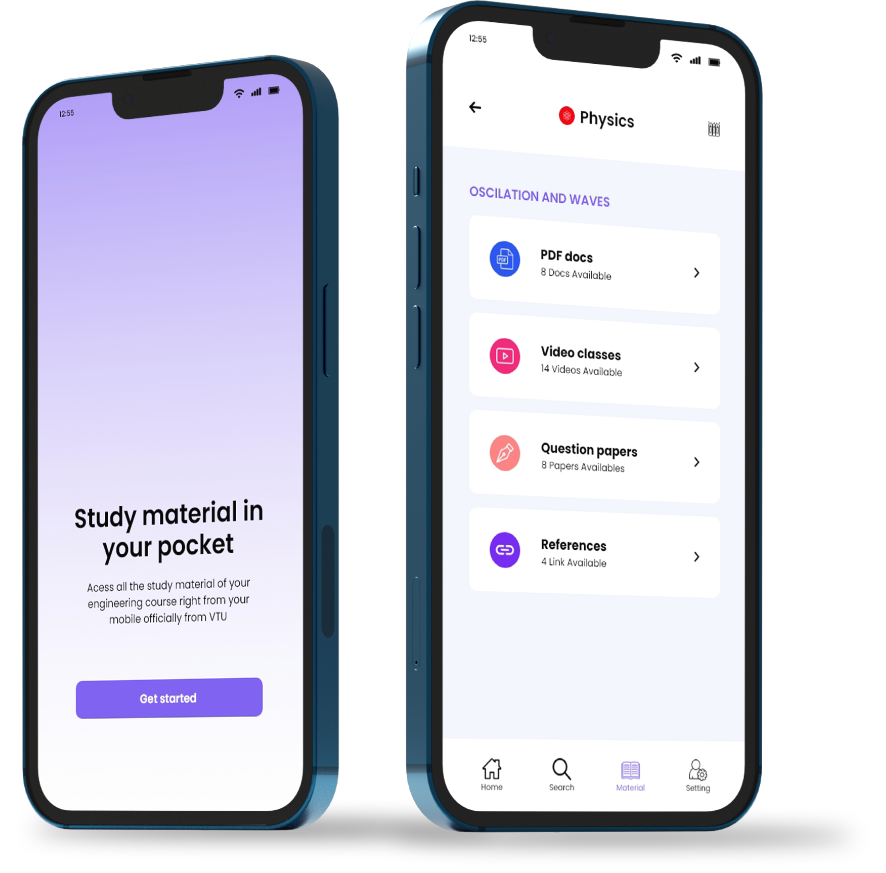 12:55
Study material in
your pocket
Acess all the study material of your
engineering course right from your
mobile officially from VTU
Get started
12:55
Physics
OSCILATION AND WAVES
PDF
PDF docs
8 Docs Available
Video classes
14 Videos Available
Question papers
8 Papers Availables
References
4 Link Available
Home
Search
Material
Setting